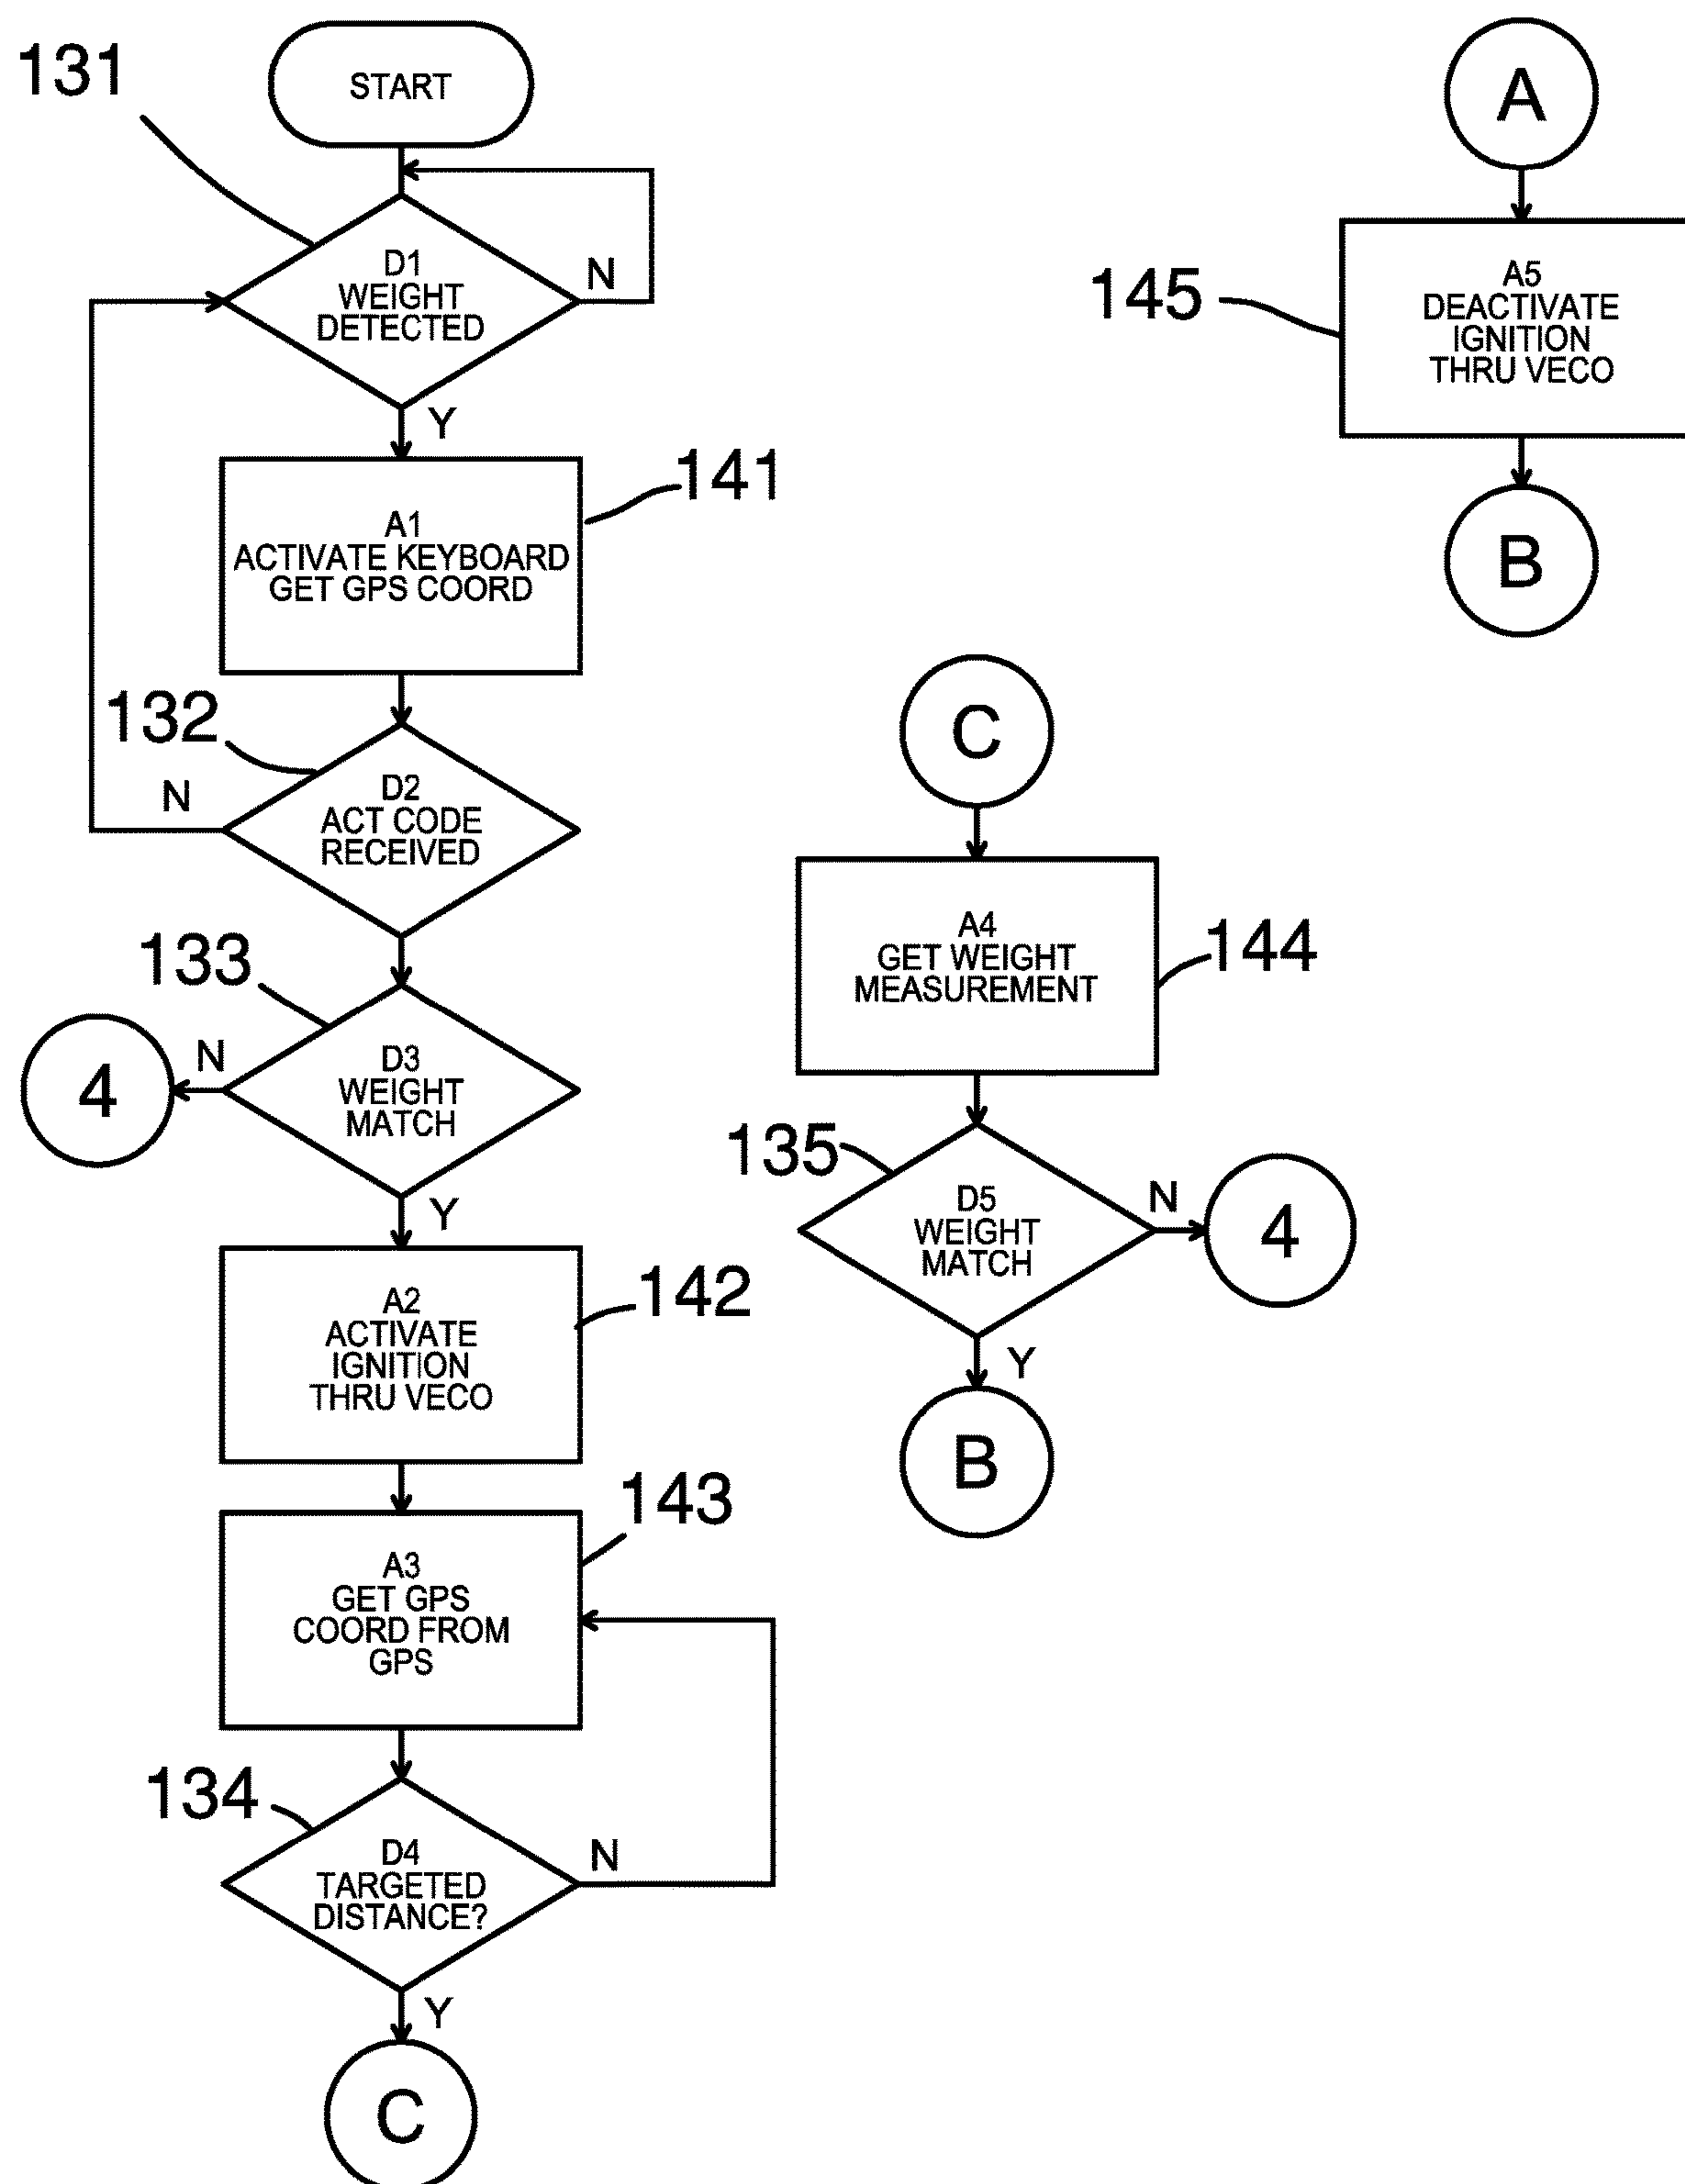 START
131
D1
WEIGHT
DETECTED
N
Y
141
A1
ACTIVATE KEYBOARD
GET GPS COORD
132
D2
ACT CODE
RECEIVED
N
133
D3
WEIGHT
MATCH
N
4
Y
142
A2
ACTIVATE
IGNITION
THRU VECO
143
A3
GET GPS
COORD FROM
GPS
134
D4
TARGETED
DISTANCE?
N
Y
C
C
A4
GET WEIGHT
MEASUREMENT
144
135
D5
WEIGHT
MATCH
N
4
Y
B
A
145
A5
DEACTIVATE
IGNITION
THRU VECO
B